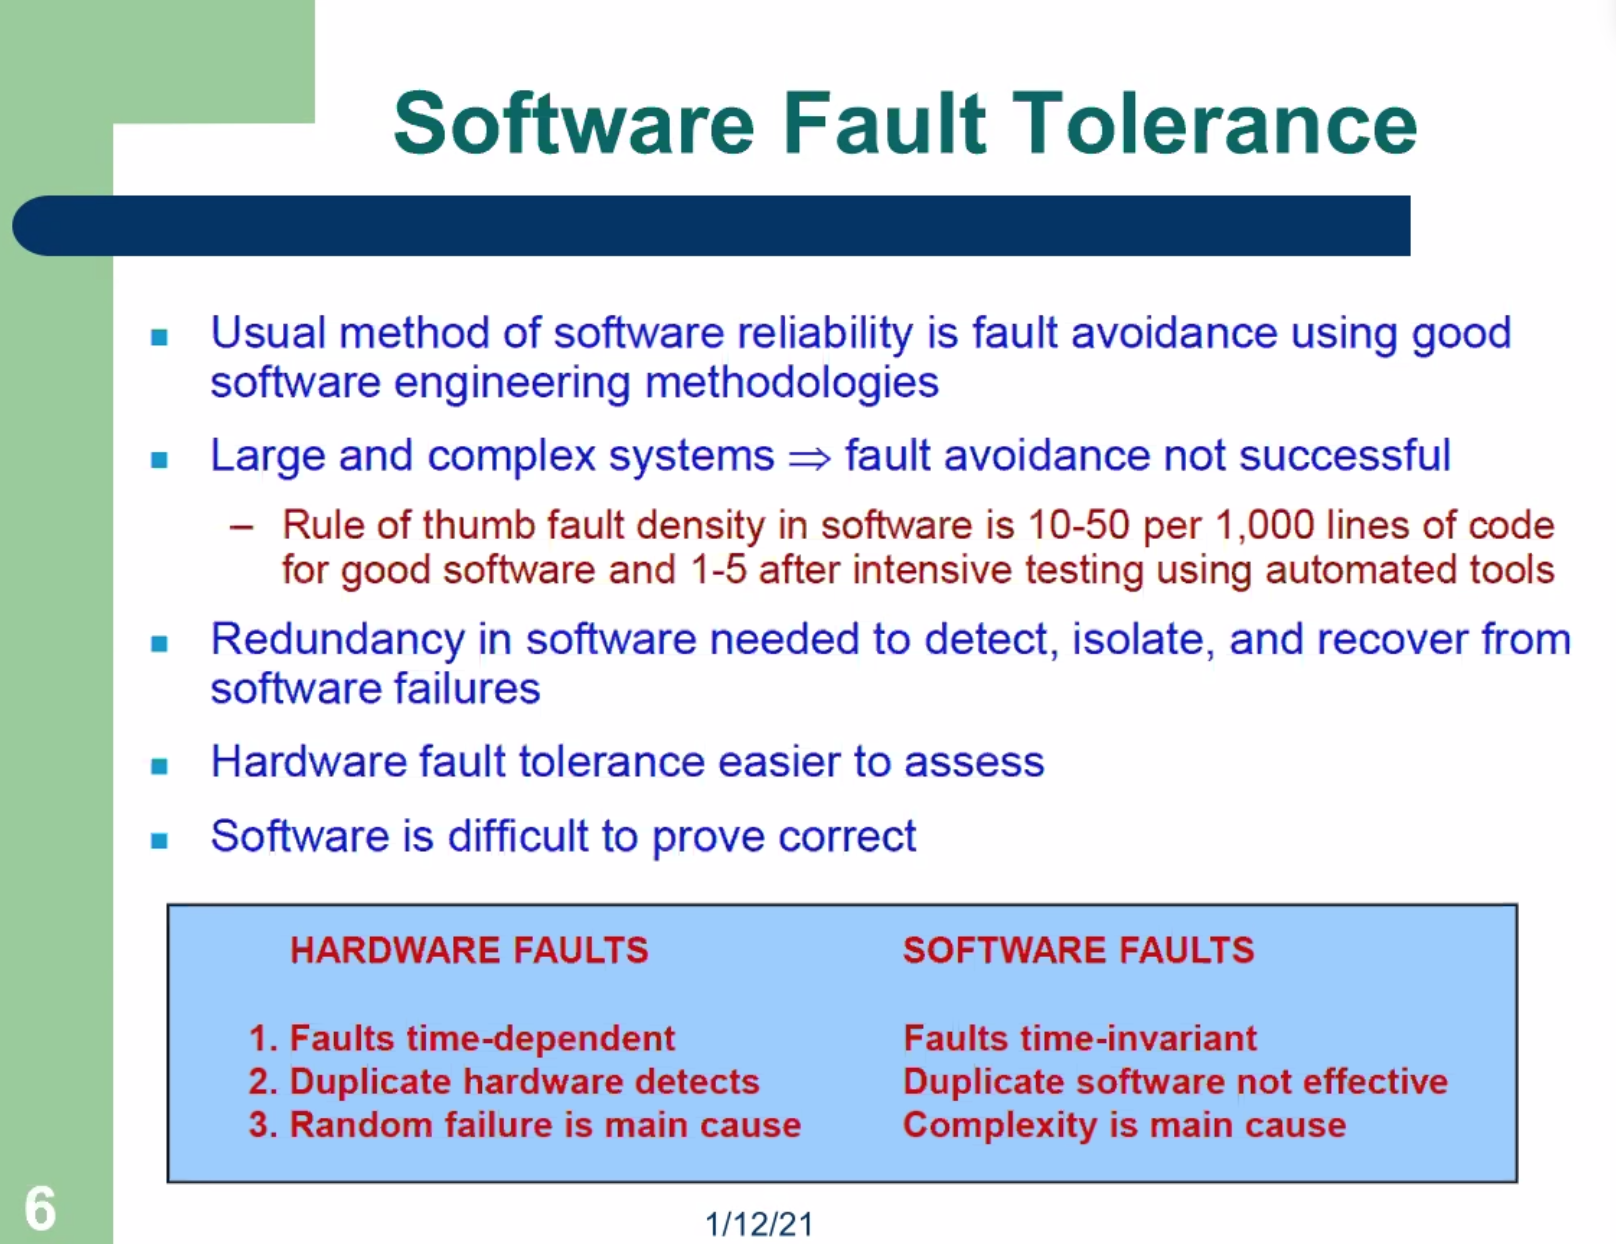 Software Fault Tolerance
Usual method of software reliability is fault avoidance using good
software engineering methodologies
Large and complex systems ⇒ fault avoidance not successful
– Rule of thumb fault density in software is 10-50 per 1,000 lines of code
for good software and 1-5 after intensive testing using automated tools
Redundancy in software needed to detect, isolate, and recover from
software failures
Hardware fault tolerance easier to assess
Software is difficult to prove correct
HARDWARE FAULTS SOFTWARE FAULTS
1. Faults time-dependent Faults time-invariant
2. Duplicate hardware detects Duplicate software not effective
3. Random failure is main cause Complexity is main cause
6
1/12/21